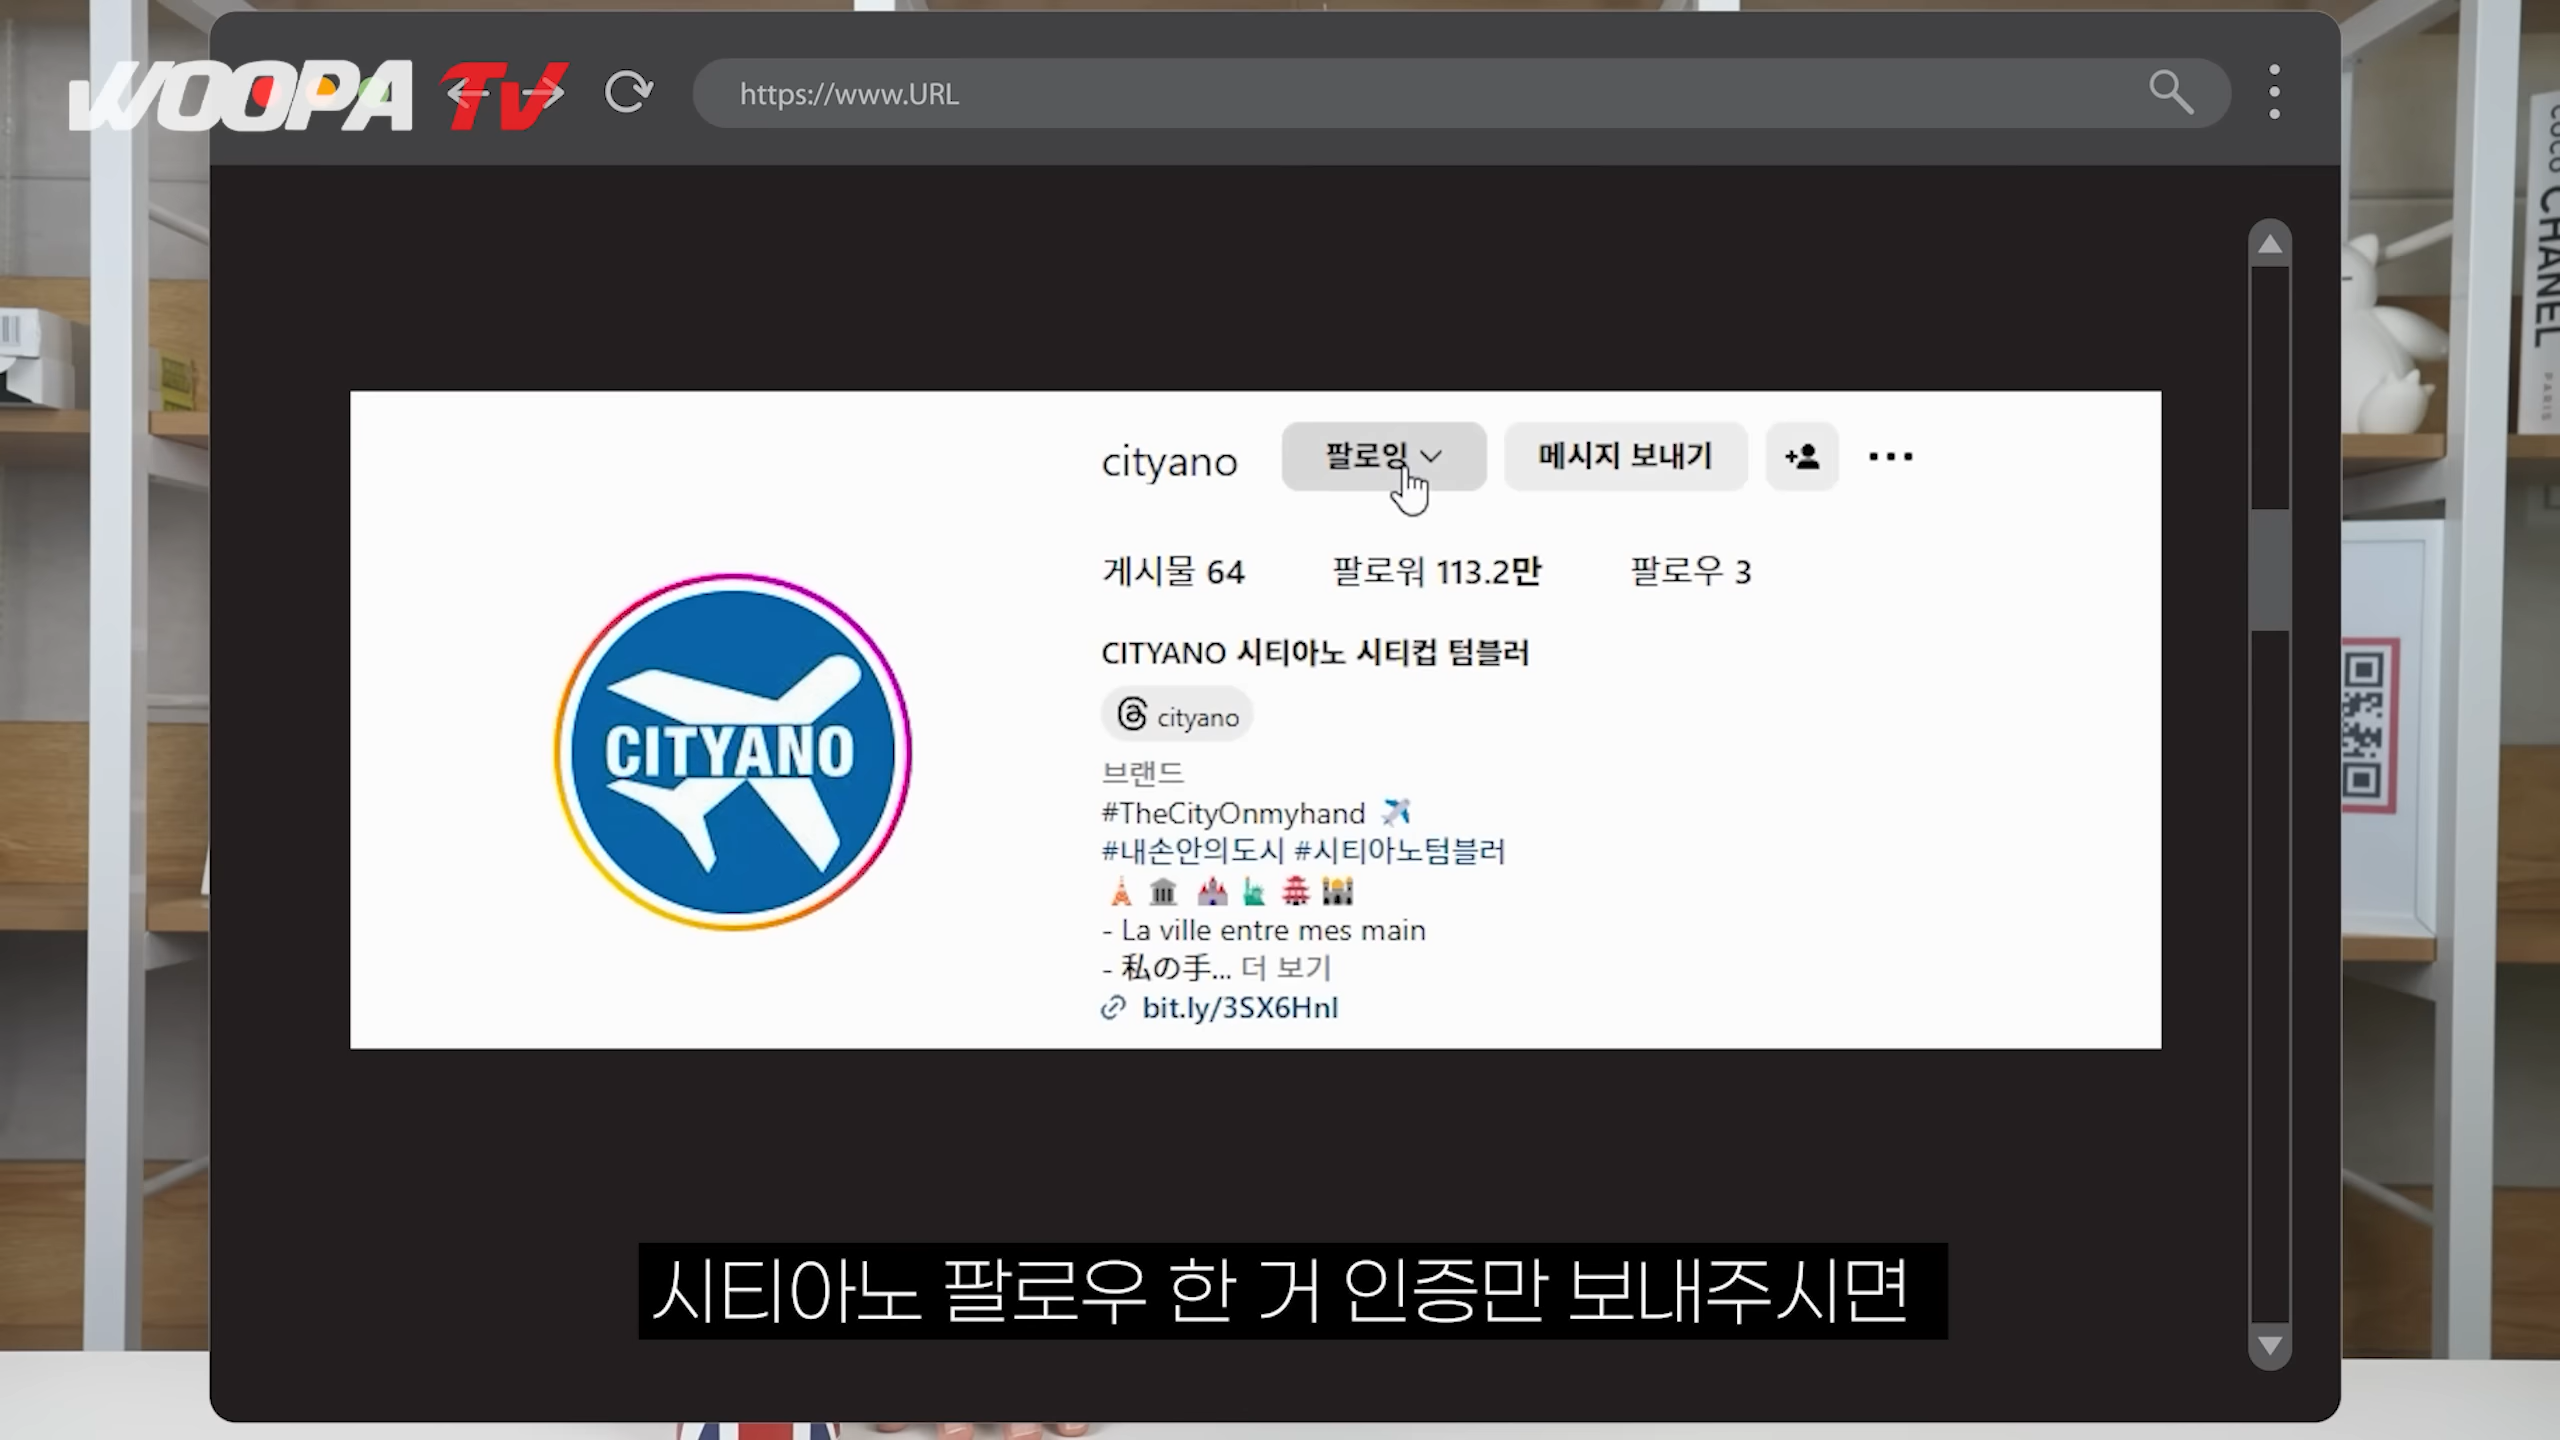 WOOPA TV
https://www.URL
COCO CHANEL
PARIS
cityano 팔로잉 메시지 보내기
게시물 64 팔로워 113.2만 팔로우 3
CITYANO 시티아노 시티컵 텀블러
cityano
브랜드
#TheCityOnmyhand
#내손안의도시 #시티아노텀블러
- La ville entre mes main
- 私の手... 더 보기
bit.ly/3SX6Hnl
CITYANO
시티아노 팔로우 한 거 인증만 보내주시면